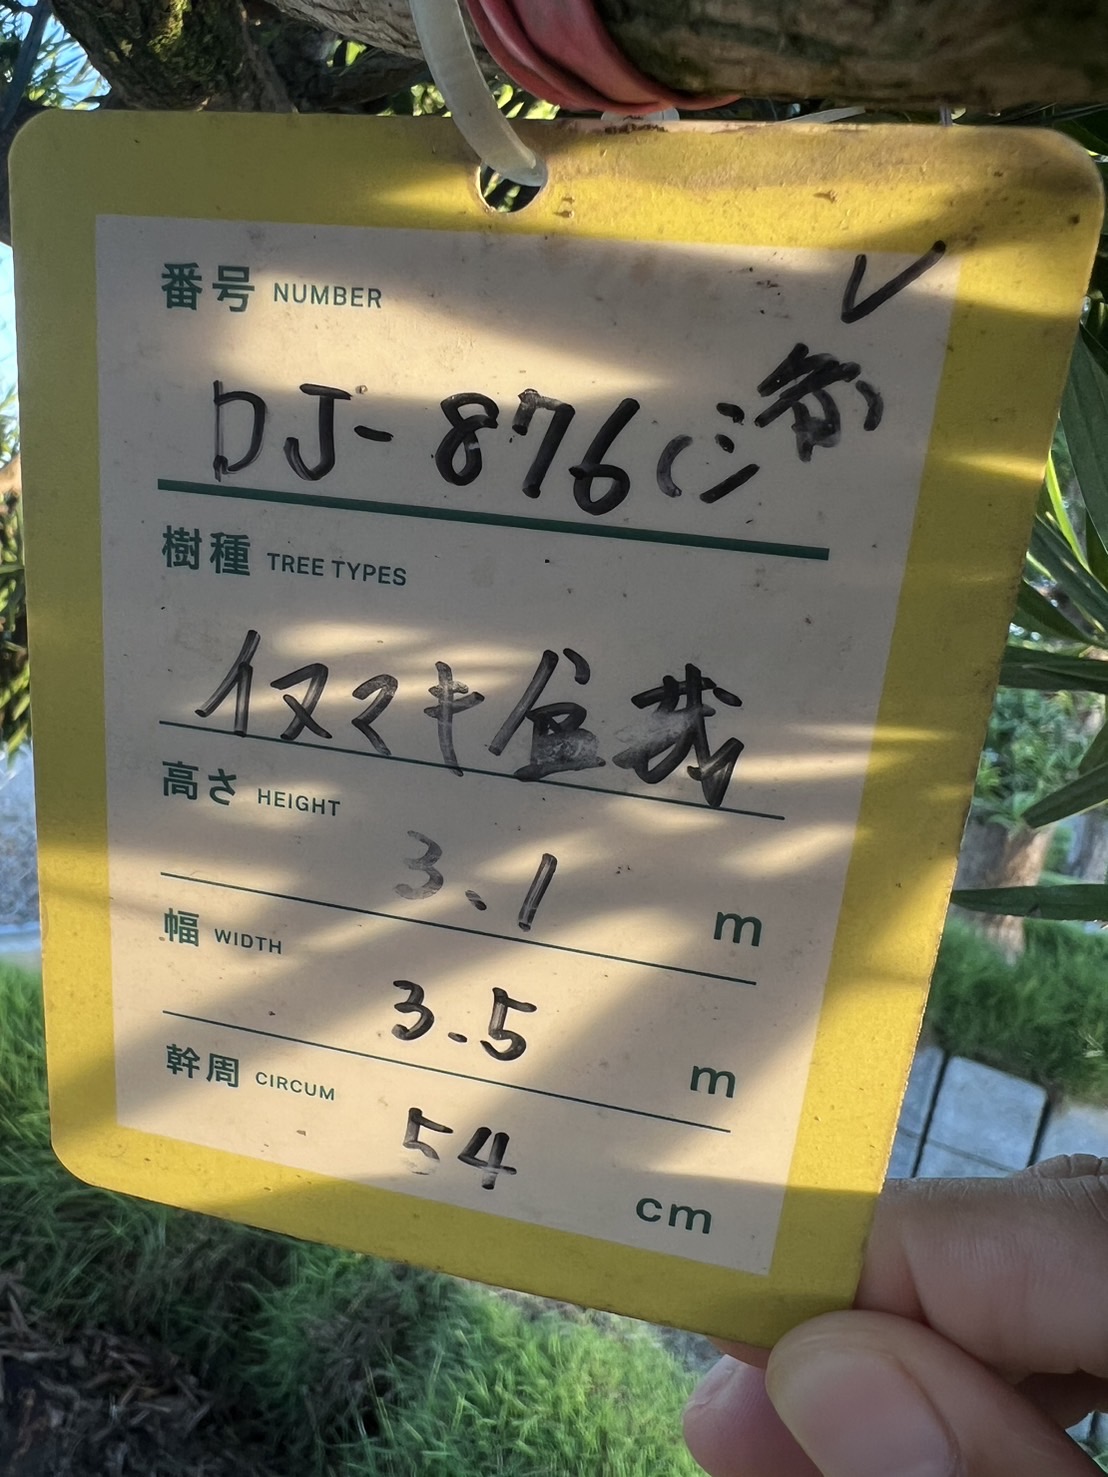 番号 NUMBER
DJ-876
樹種 TREE TYPES
イヌマキ盆栽
高さ HEIGHT
3.1 m
幅 WIDTH
3.5 m
幹周 CIRCUM
54 cm